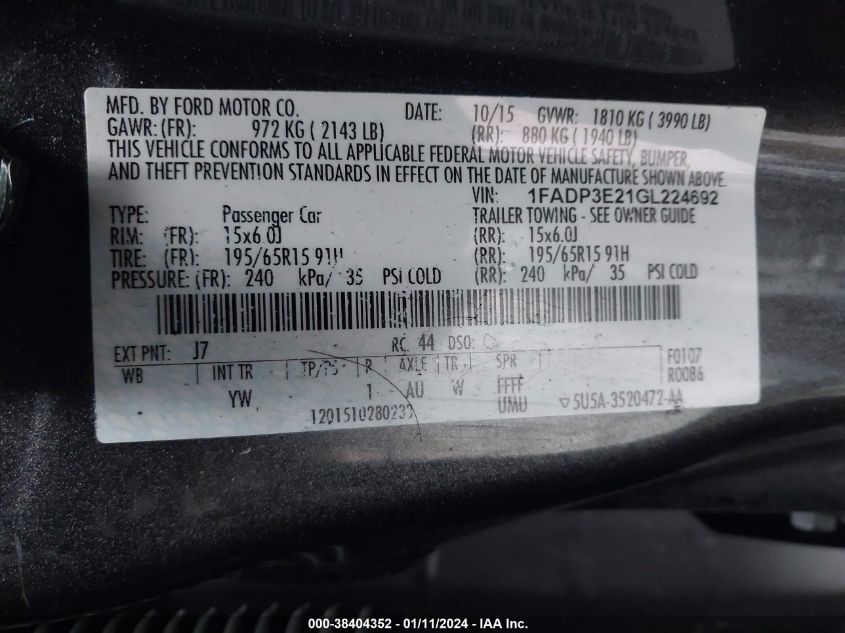 MFD. BY FORD MOTOR CO. DATE: 10/15 GVWR: 1810 KG ( 3990 LB)
GAWR: (FR): 972 KG ( 2143 LB) (RR): 880 KG ( 1940 LB)
THIS VEHICLE CONFORMS TO ALL APPLICABLE FEDERAL MOTOR VEHICLE SAFETY, BUMPER,
AND THEFT PREVENTION STANDARDS IN EFFECT ON THE DATE OF MANUFACTURE SHOWN ABOVE.
VIN: 1FADP3E21GL224692
TYPE: Passenger Car TRAILER TOWING - SEE OWNER GUIDE
RIM: (FR): 15x6.0J (RR): 15x6.0J
TIRE: (FR): 195/65R15 91H (RR): 195/65R15 91H
PRESSURE: (FR): 240 kPa/ 35 PSI COLD (RR): 240 kPa/ 35 PSI COLD
EXT PNT: J7 RC: 44 DSO:
WB INT TR TP/PS R AXLE TR SPR F0107
R0086
YW 1 AU W FFFF
UMU 5U5A-3520472-AA
1201510280233
000-38404352 — 01/11/2024 — IAA Inc.